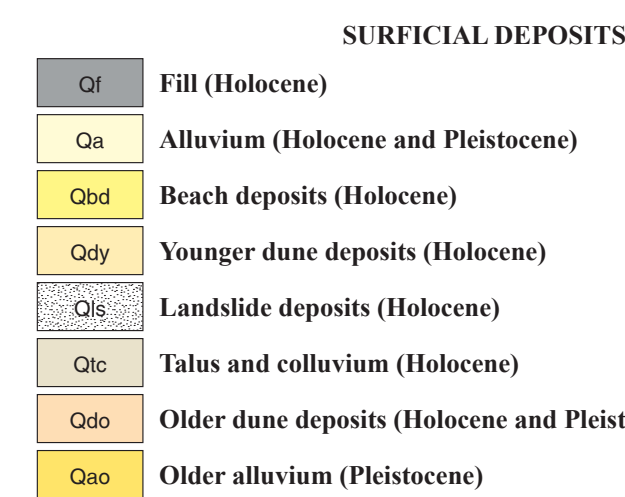 SURFICIAL DEPOSITS
Qf Fill (Holocene)
Qa Alluvium (Holocene and Pleistocene)
Qbd Beach deposits (Holocene)
Qdy Younger dune deposits (Holocene)
Qls Landslide deposits (Holocene)
Qtc Talus and colluvium (Holocene)
Qdo Older dune deposits (Holocene and Pleist
Qao Older alluvium (Pleistocene)